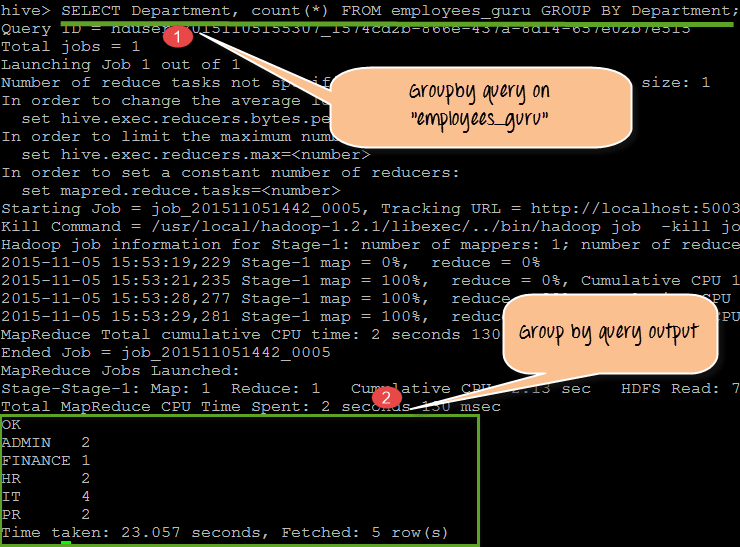 hive> SELECT Department, count(*) FROM employees_guru GROUP BY Department;
Query ID =
1
Total jobs = 1
Launching Job 1 out of 1
Number of reduce tasks not size: 1
Groupby query on
"employees_guru"
In order to change the average
set hive.exec.reducers.bytes.pe
In order to limit the maximum num
set hive.exec.reducers.max=<number>
In order to set a constant number of reducers:
set mapred.reduce.tasks=<number>
Starting Job = job_201511051442_0005, Tracking URL = http://localhost:5003
Kill Command = /usr/local/hadoop-1.2.1/libexec/../bin/hadoop job -kill jo
Hadoop job information for Stage-1: number of mappers: 1; number of reduce
2015-11-05 15:53:19,229 Stage-1 map = 0%, reduce = 0%
2015-11-05 15:53:21,235 Stage-1 map = 100%, reduce = 0%, Cumulative CPU 1
2015-11-05 15:53:28,277 Stage-1 map = 100%,
2015-11-05 15:53:29,281 Stage-1 map = 100%,
Group by query output
MapReduce Total cumulative CPU time: 2 seconds 130
Ended Job = job_201511051442_0005
MapReduce Jobs Launched:
Stage-Stage-1: Map: 1 Reduce: 1 sec HDFS Read: 7
2
Total MapReduce CPU Time Spent: 2 seconds 130 msec
OK
ADMIN 2
FINANCE 1
HR 2
IT 4
PR 2
Time taken: 23.057 seconds, Fetched: 5 row(s)